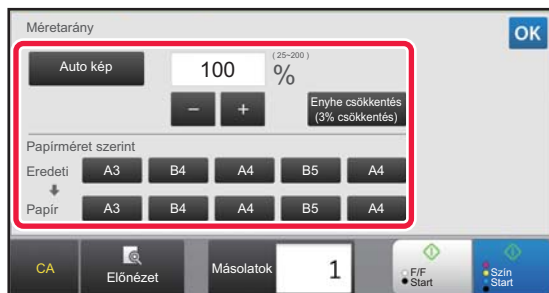 Méretarány
OK
Auto kép
100
(25~200)
%
−
+
Enyhe csökkentés
(3% csökkentés)
Papírméret szerint
Eredeti A3 B4 A4 B5 A4
Papír A3 B4 A4 B5 A4
CA
Előnézet
Másolatok
1
F/F
Start
Szín
Start